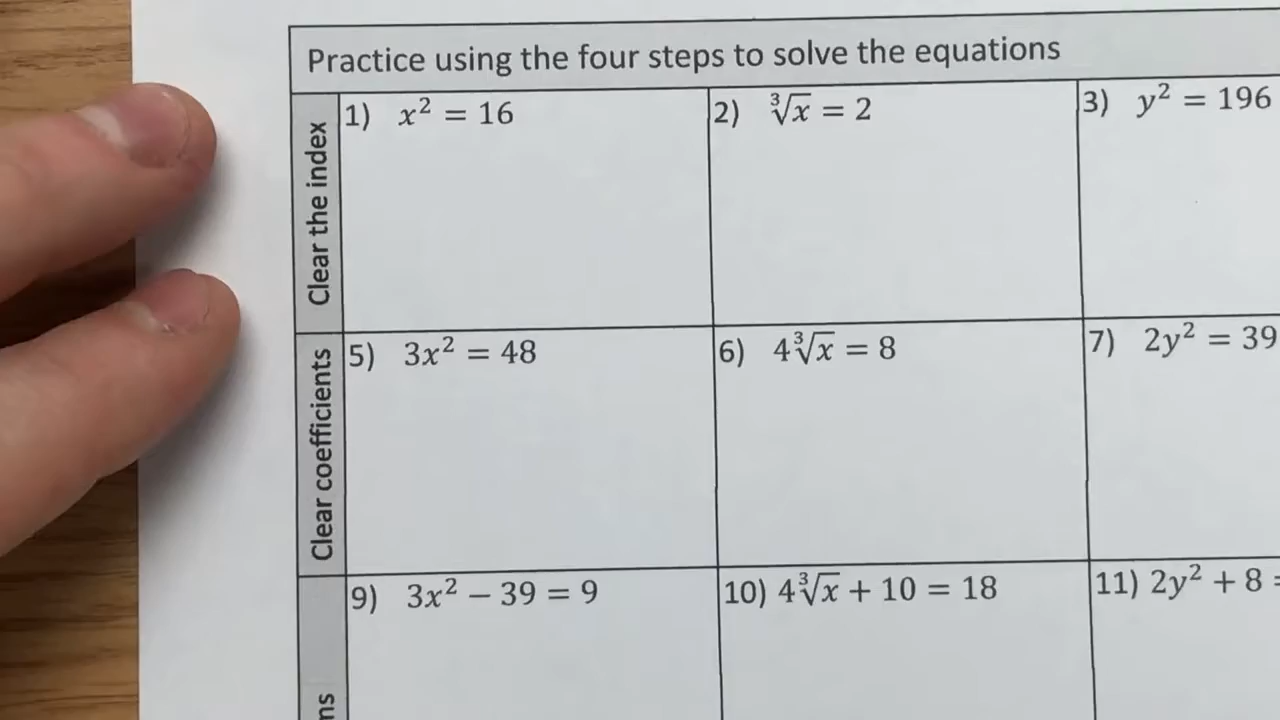 Practice using the four steps to solve the equations
Clear the index
1) x² = 16
2) ∛x = 2
3) y² = 196
Clear coefficients
5) 3x² = 48
6) 4∛x = 8
7) 2y² = 39
9) 3x² − 39 = 9
10) 4∛x + 10 = 18
11) 2y² + 8 =